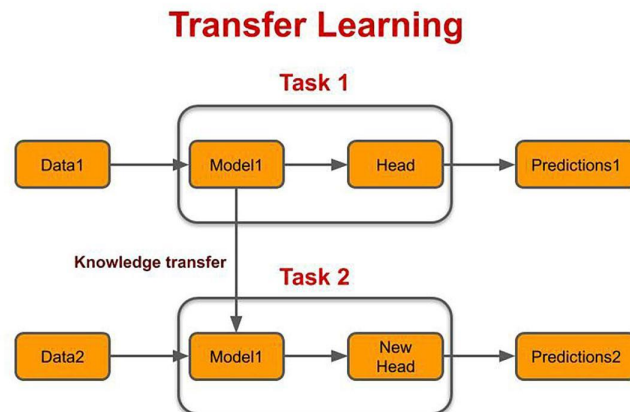 Transfer Learning
Task 1
Data1
Model1
Head
Predictions1
Knowledge transfer
Task 2
Data2
Model1
New
Head
Predictions2